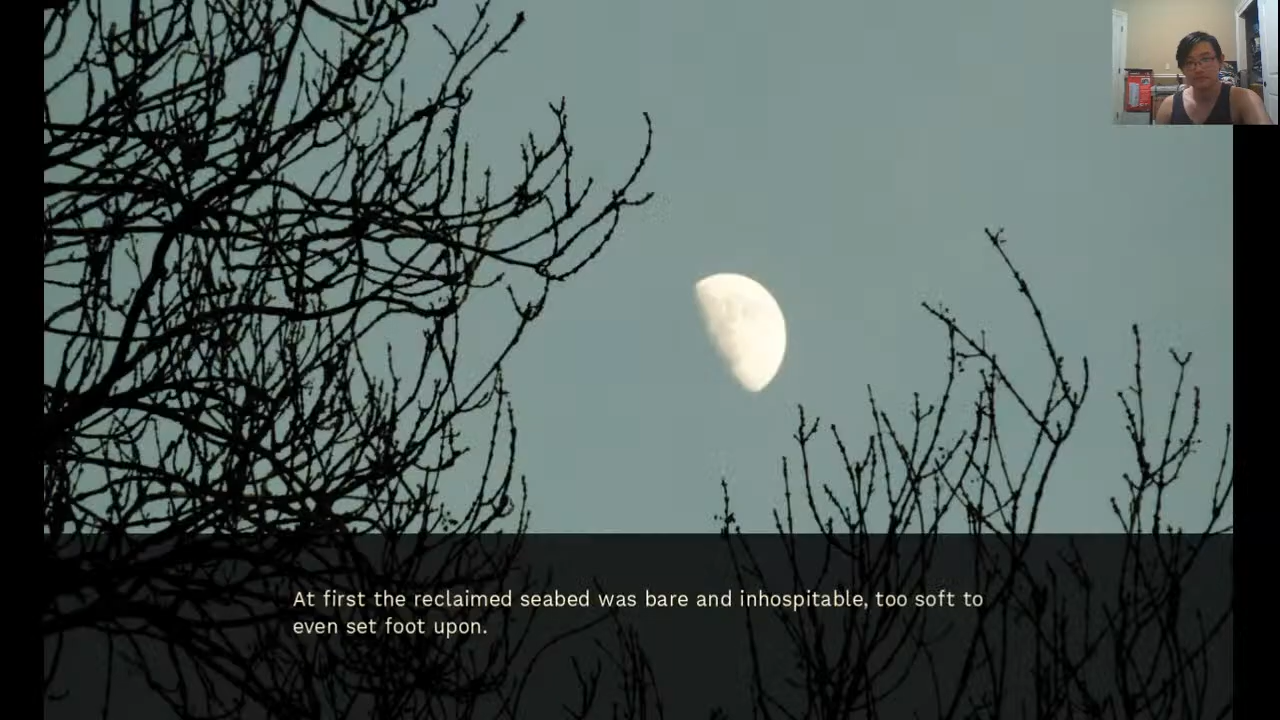 At first the reclaimed seabed was bare and inhospitable, too soft to
even set foot upon.